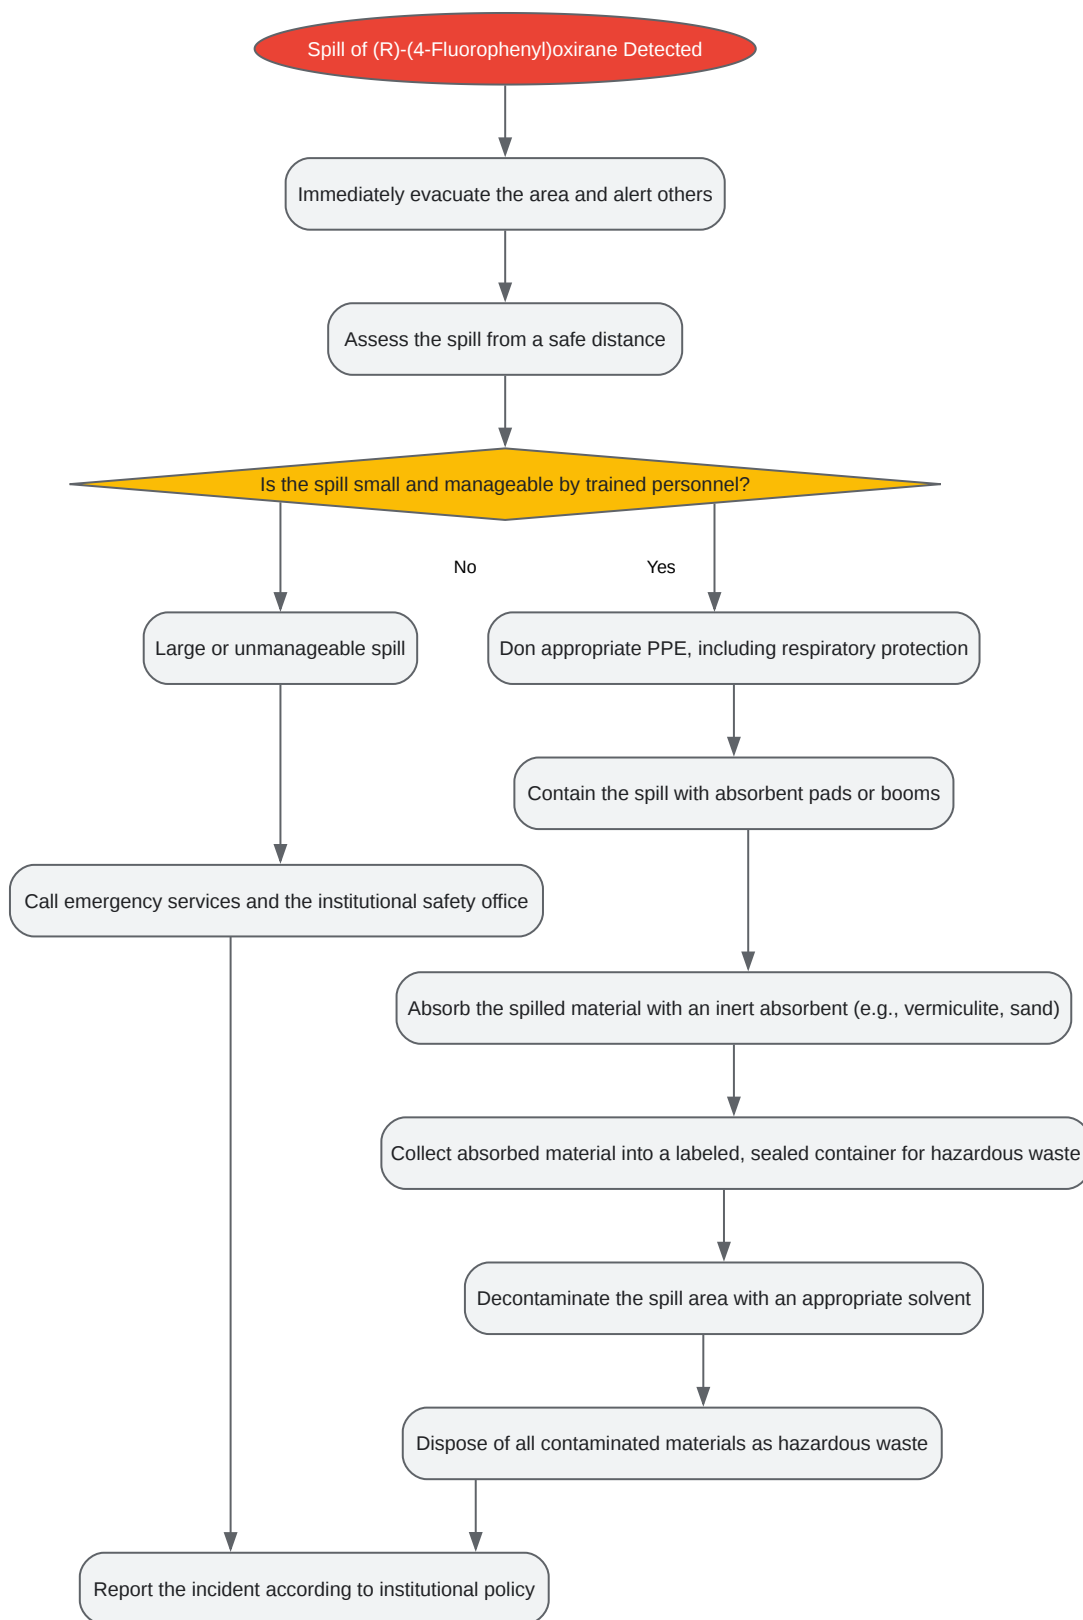 Spill of (R)-(4-Fluorophenyl)oxirane Detected
Immediately evacuate the area and alert others
Assess the spill from a safe distance
Is the spill small and manageable by trained personnel?
No
Yes
Large or unmanageable spill
Don appropriate PPE, including respiratory protection
Contain the spill with absorbent pads or booms
Call emergency services and the institutional safety office
Absorb the spilled material with an inert absorbent (e.g., vermiculite, sand)
Collect absorbed material into a labeled, sealed container for hazardous waste
Decontaminate the spill area with an appropriate solvent
Dispose of all contaminated materials as hazardous waste
Report the incident according to institutional policy